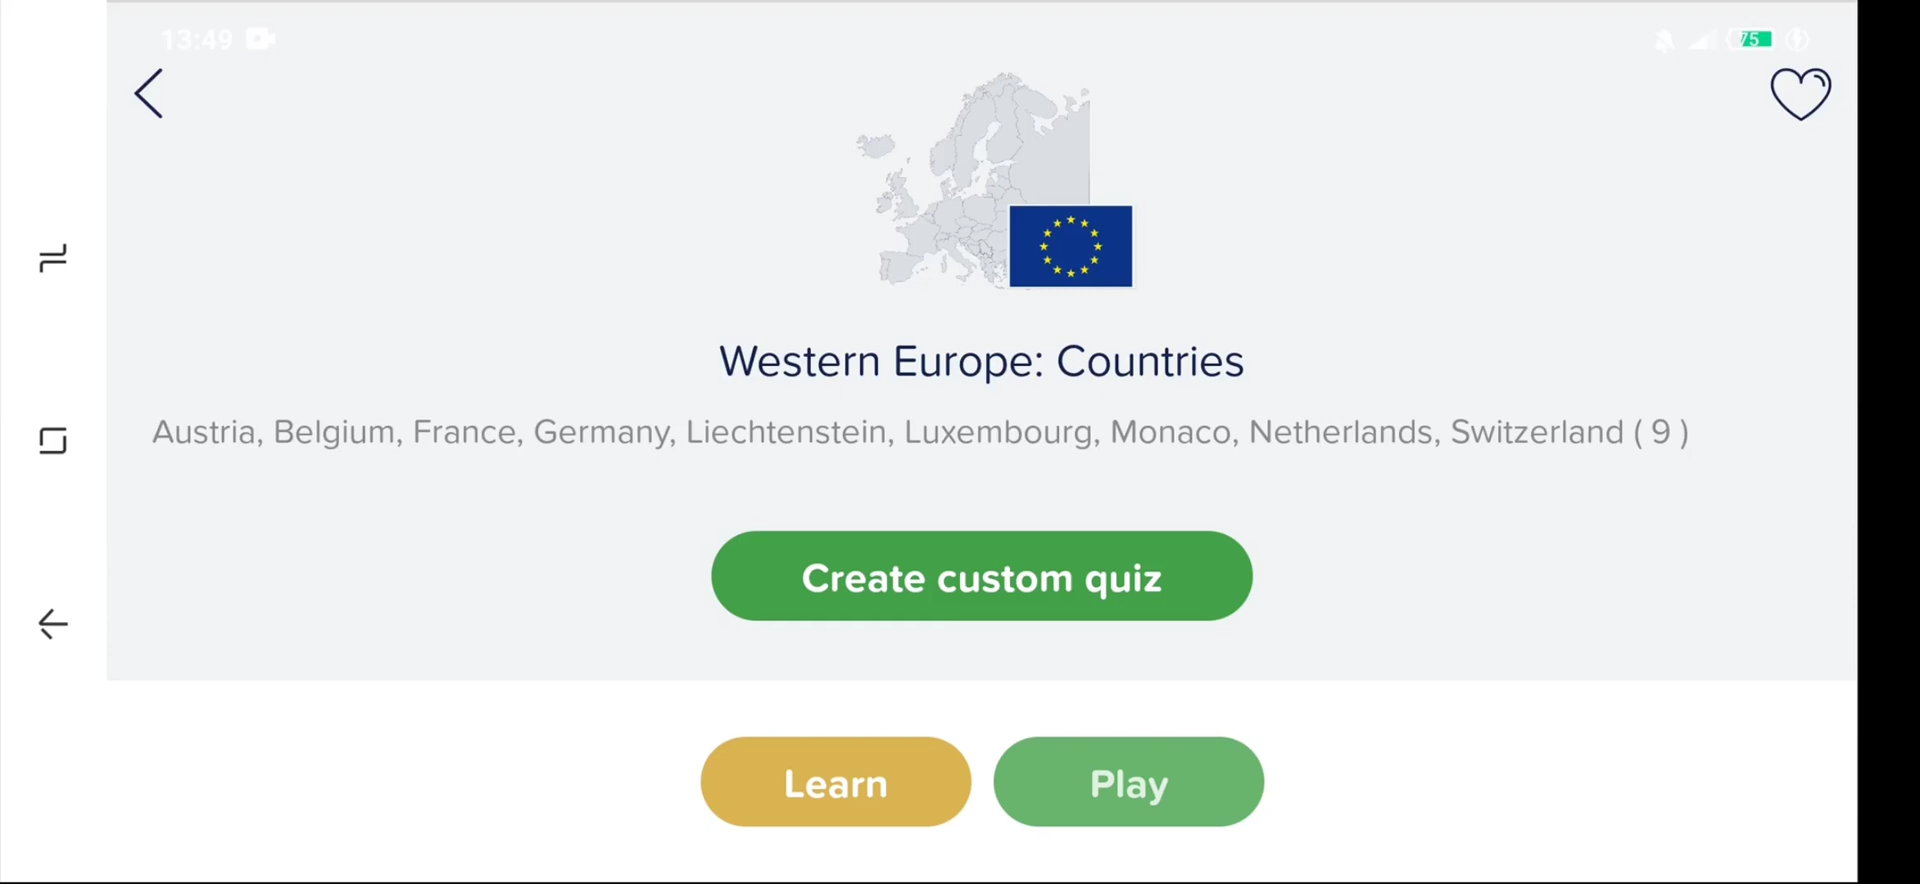 13:49
75
Western Europe: Countries
Austria, Belgium, France, Germany, Liechtenstein, Luxembourg, Monaco, Netherlands, Switzerland ( 9 )
Create custom quiz
Learn
Play